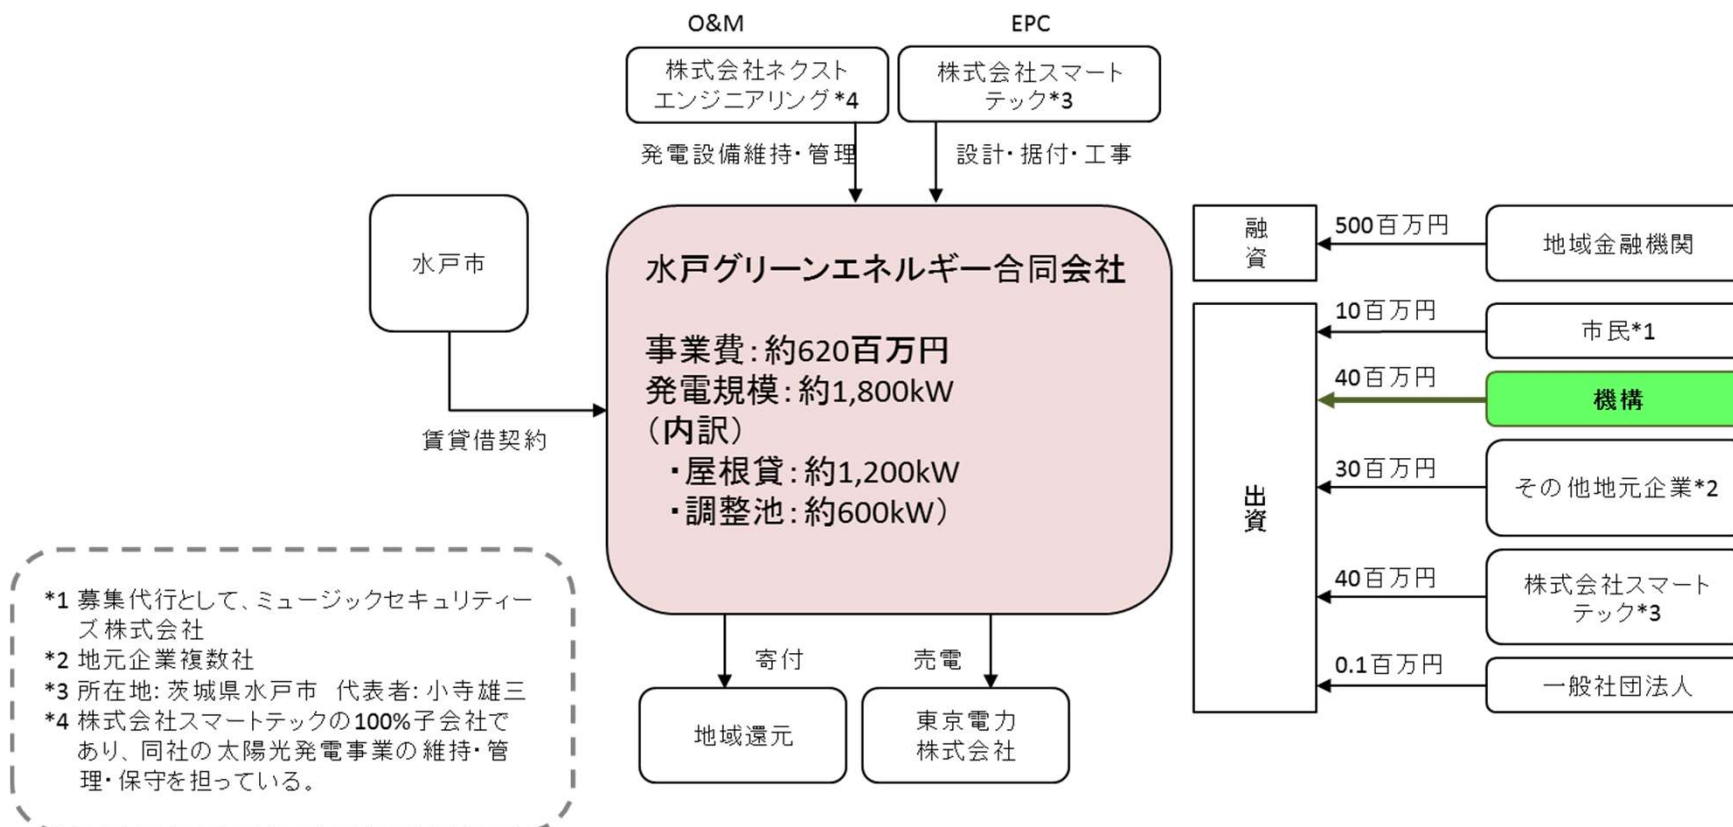 O&M
EPC
株式会社ネクスト
エンジニアリング*4
株式会社スマート
テック*3
発電設備維持・管理
設計・据付・工事
水戸市
賃貸借契約
水戸グリーンエネルギー合同会社
事業費：約620百万円
発電規模：約1,800kW
（内訳）
・屋根貸：約1,200kW
・調整池：約600kW）
融
資
500百万円
地域金融機関
出
資
10百万円
市民*1
40百万円
機構
30百万円
その他地元企業*2
40百万円
株式会社スマート
テック*3
0.1百万円
一般社団法人
寄付
売電
地域還元
東京電力
株式会社
*1 募集代行として、ミュージックセキュリティー
ズ株式会社
*2 地元企業複数社
*3 所在地：茨城県水戸市　代表者：小寺雄三
*4 株式会社スマートテックの100%子会社で
あり、同社の太陽光発電事業の維持・管
理・保守を担っている。